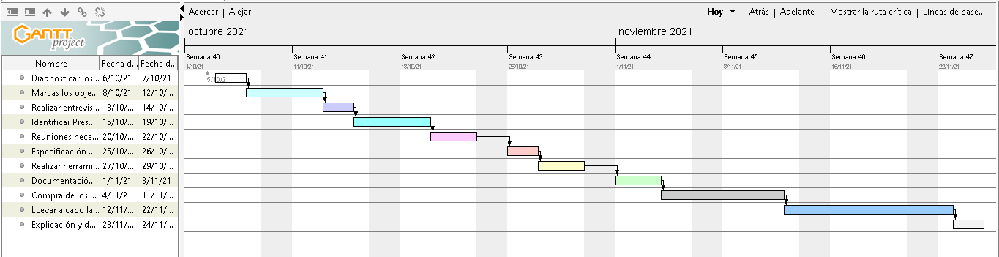 Acercar | Alejar
Hoy | Atrás | Adelante Mostrar la ruta crítica | Líneas de base...
GANTT project
octubre 2021 noviembre 2021
Semana 40 Semana 41 Semana 42 Semana 43 Semana 44 Semana 45 Semana 46 Semana 47
4/10/21 11/10/21 18/10/21 25/10/21 1/11/21 8/11/21 15/11/21 22/11/21
Nombre Fecha d... Fecha d...
Diagnosticar los... 6/10/21 7/10/21
5/10/21
Marcas los obje... 8/10/21 12/10/...
Realizar entrevis... 13/10/... 14/10/...
Identificar Pres... 15/10/... 19/10/...
Reuniones nece... 20/10/... 22/10/...
Especificación ... 25/10/... 26/10/...
Realizar herrami... 27/10/... 29/10/...
Documentació... 1/11/21 3/11/21
Compra de los ... 4/11/21 11/11/...
LLevar a cabo la... 12/11/... 22/11/...
Explicación y d... 23/11/... 24/11/...